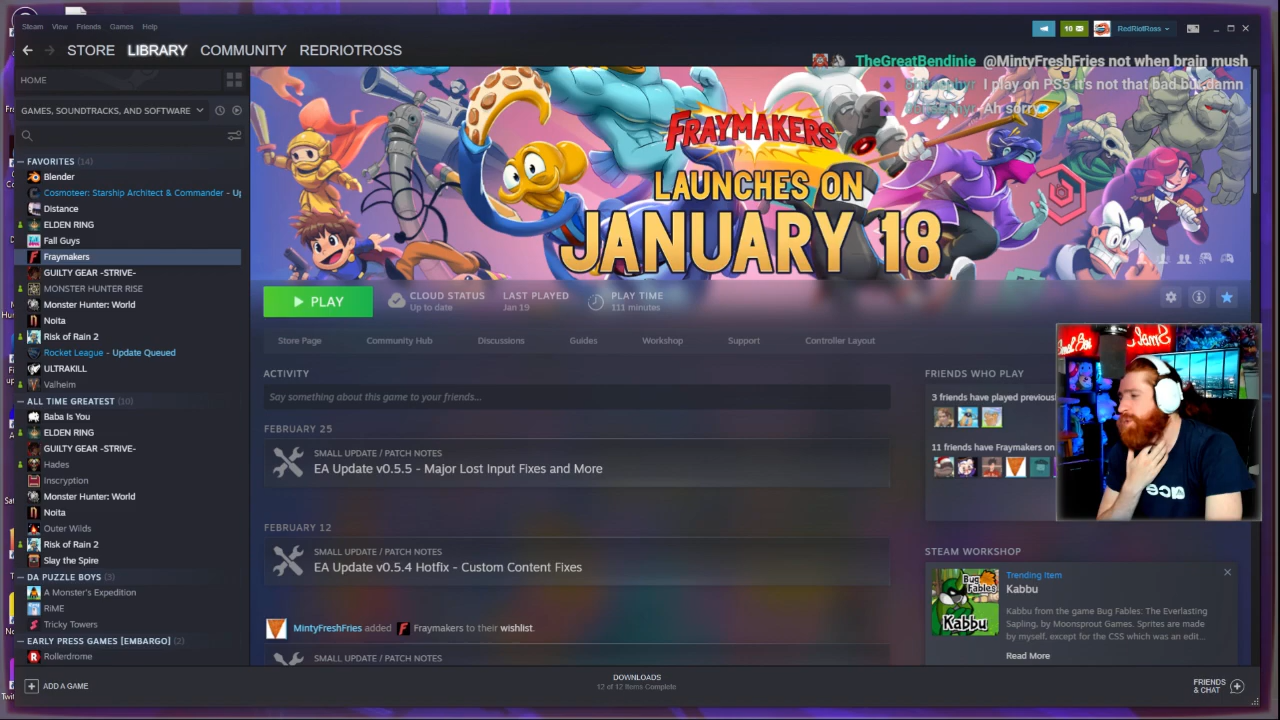 Steam View Friends Games Help
10
RedRiotRoss
STORE LIBRARY COMMUNITY REDRIOTROSS
TheGreatBendinie @MintyFreshFries not when brain mush
I play on PS5 it's not that bad but damn
Ah sorry
HOME
GAMES, SOUNDTRACKS, AND SOFTWARE
FRAYMAKERS
LAUNCHES ON
JANUARY 18
— FAVORITES (14)
Blender
Cosmoteer: Starship Architect & Commander - Up
Distance
ELDEN RING
Fall Guys
Fraymakers
GUILTY GEAR -STRIVE-
MONSTER HUNTER RISE
Monster Hunter: World
Noita
Risk of Rain 2
Rocket League - Update Queued
ULTRAKILL
Valheim
— ALL TIME GREATEST (10)
Baba Is You
ELDEN RING
GUILTY GEAR -STRIVE-
Hades
Inscryption
Monster Hunter: World
Noita
Outer Wilds
Risk of Rain 2
Slay the Spire
— DA PUZZLE BOYS (3)
A Monster's Expedition
RIME
Tricky Towers
— EARLY PRESS GAMES [EMBARGO] (2)
Rollerdrome
ADD A GAME
PLAY
CLOUD STATUS
Up to date
LAST PLAYED
Jan 19
PLAY TIME
111 minutes
Store Page Community Hub Discussions Guides Workshop Support Controller Layout
ACTIVITY
Say something about this game to your friends...
FEBRUARY 25
SMALL UPDATE / PATCH NOTES
EA Update v0.5.5 - Major Lost Input Fixes and More
FEBRUARY 12
SMALL UPDATE / PATCH NOTES
EA Update v0.5.4 Hotfix - Custom Content Fixes
MintyFreshFries added Fraymakers to their wishlist.
SMALL UPDATE / PATCH NOTES
FRIENDS WHO PLAY
3 friends have played previous
11 friends have Fraymakers on
STEAM WORKSHOP
Trending Item
Kabbu
Kabbu from the game Bug Fables: The Everlasting
Sapling, by Moonsprout Games. Sprites are made
by myself, except for the CSS which was an edit...
Read More
Bug Fables
Kabbu
DOWNLOADS
12 of 12 Items Complete
FRIENDS
& CHAT